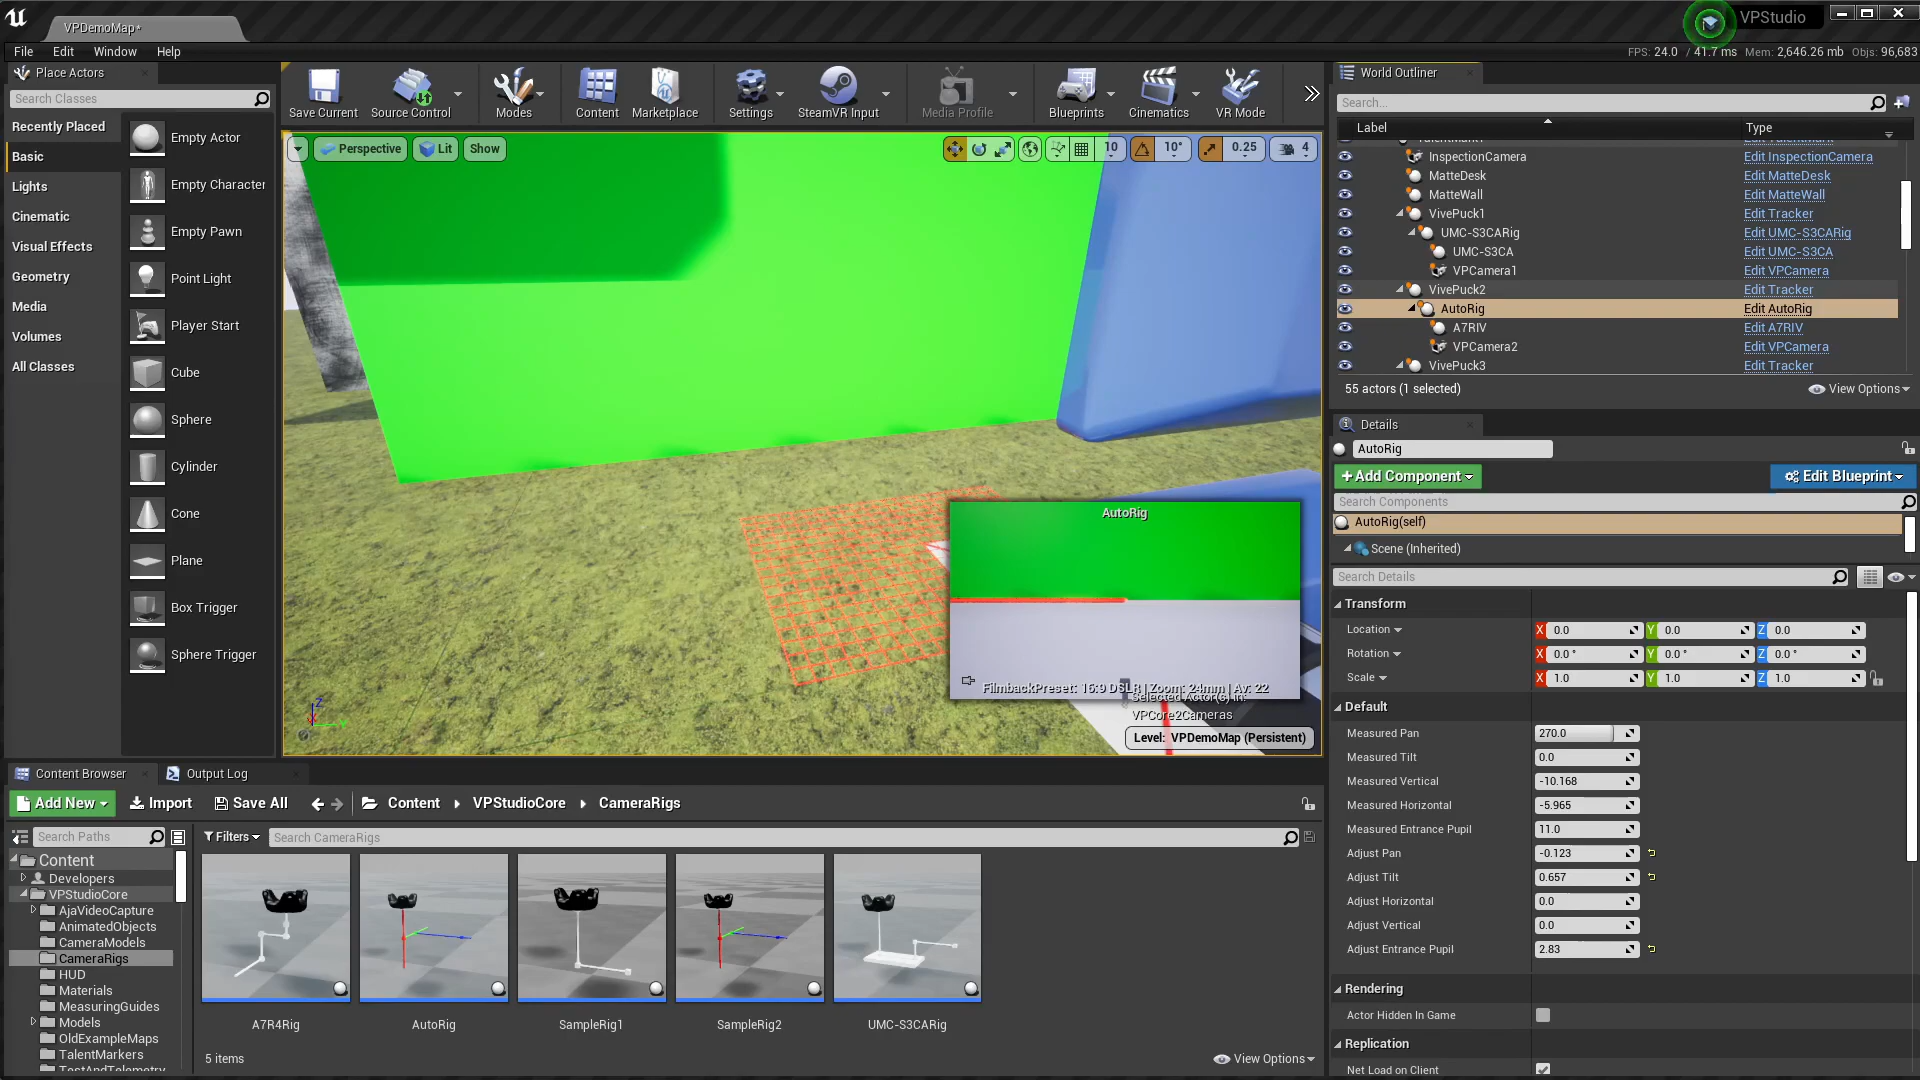 VPDemoMap*
VPStudio
File Edit Window Help
FPS: 24.0 / 41.7 ms Mem: 2,646.26 mb Objs: 96,683
Place Actors
Search Classes
Recently Placed
Basic
Lights
Cinematic
Visual Effects
Geometry
Media
Volumes
All Classes
Empty Actor
Empty Character
Empty Pawn
Point Light
Player Start
Cube
Sphere
Cylinder
Cone
Plane
Box Trigger
Sphere Trigger
Save Current
Source Control
Modes
Content
Marketplace
Settings
SteamVR Input
Media Profile
Blueprints
Cinematics
VR Mode
Perspective
Lit
Show
10
10°
0.25
4
AutoRig
FilmbackPreset: 16:9 DSLR | Zoom: 24mm | Av: 22
Selected Actor(s) in:
VPCore2Cameras
Level: VPDemoMap (Persistent)
Z
Y
World Outliner
Search...
Label Type
InspectionCamera Edit InspectionCamera
MatteDesk Edit MatteDesk
MatteWall Edit MatteWall
VivePuck1 Edit Tracker
UMC-S3CARig Edit UMC-S3CARig
UMC-S3CA Edit UMC-S3CA
VPCamera1 Edit VPCamera
VivePuck2 Edit Tracker
AutoRig Edit AutoRig
A7RIV Edit A7RIV
VPCamera2 Edit VPCamera
VivePuck3 Edit Tracker
55 actors (1 selected) View Options
Details
AutoRig
+Add Component Edit Blueprint
Search Components
AutoRig(self)
Scene (Inherited)
Search Details
Transform
Location X 0.0 Y 0.0 Z 0.0
Rotation X 0.0 ° Y 0.0 ° Z 0.0 °
Scale X 1.0 Y 1.0 Z 1.0
Default
Measured Pan 270.0
Measured Tilt 0.0
Measured Vertical -10.168
Measured Horizontal -5.965
Measured Entrance Pupil 11.0
Adjust Pan -0.123
Adjust Tilt 0.657
Adjust Horizontal 0.0
Adjust Vertical 0.0
Adjust Entrance Pupil 2.83
Rendering
Actor Hidden In Game
Replication
Net Load on Client
Content Browser
Output Log
Add New Import Save All Content VPStudioCore CameraRigs
Search Paths
Filters Search CameraRigs
Content
Developers
VPStudioCore
AjaVideoCapture
AnimatedObjects
CameraModels
CameraRigs
HUD
Materials
MeasuringGuides
Models
OldExampleMaps
TalentMarkers
TestAndTelemetry
A7R4Rig
AutoRig
SampleRig1
SampleRig2
UMC-S3CARig
5 items
View Options